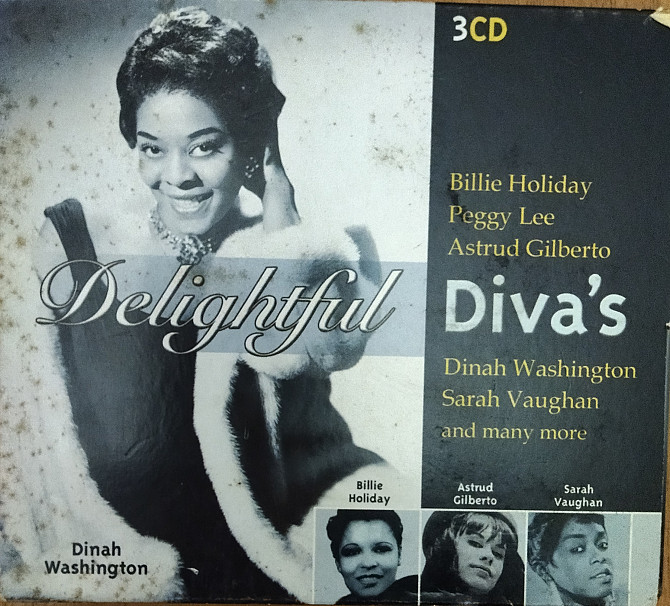 3CD
Billie Holiday
Peggy Lee
Astrud Gilberto
Delightful
Diva's
Dinah Washington
Sarah Vaughan
and many more
Billie
Holiday
Astrud
Gilberto
Sarah
Vaughan
Dinah
Washington